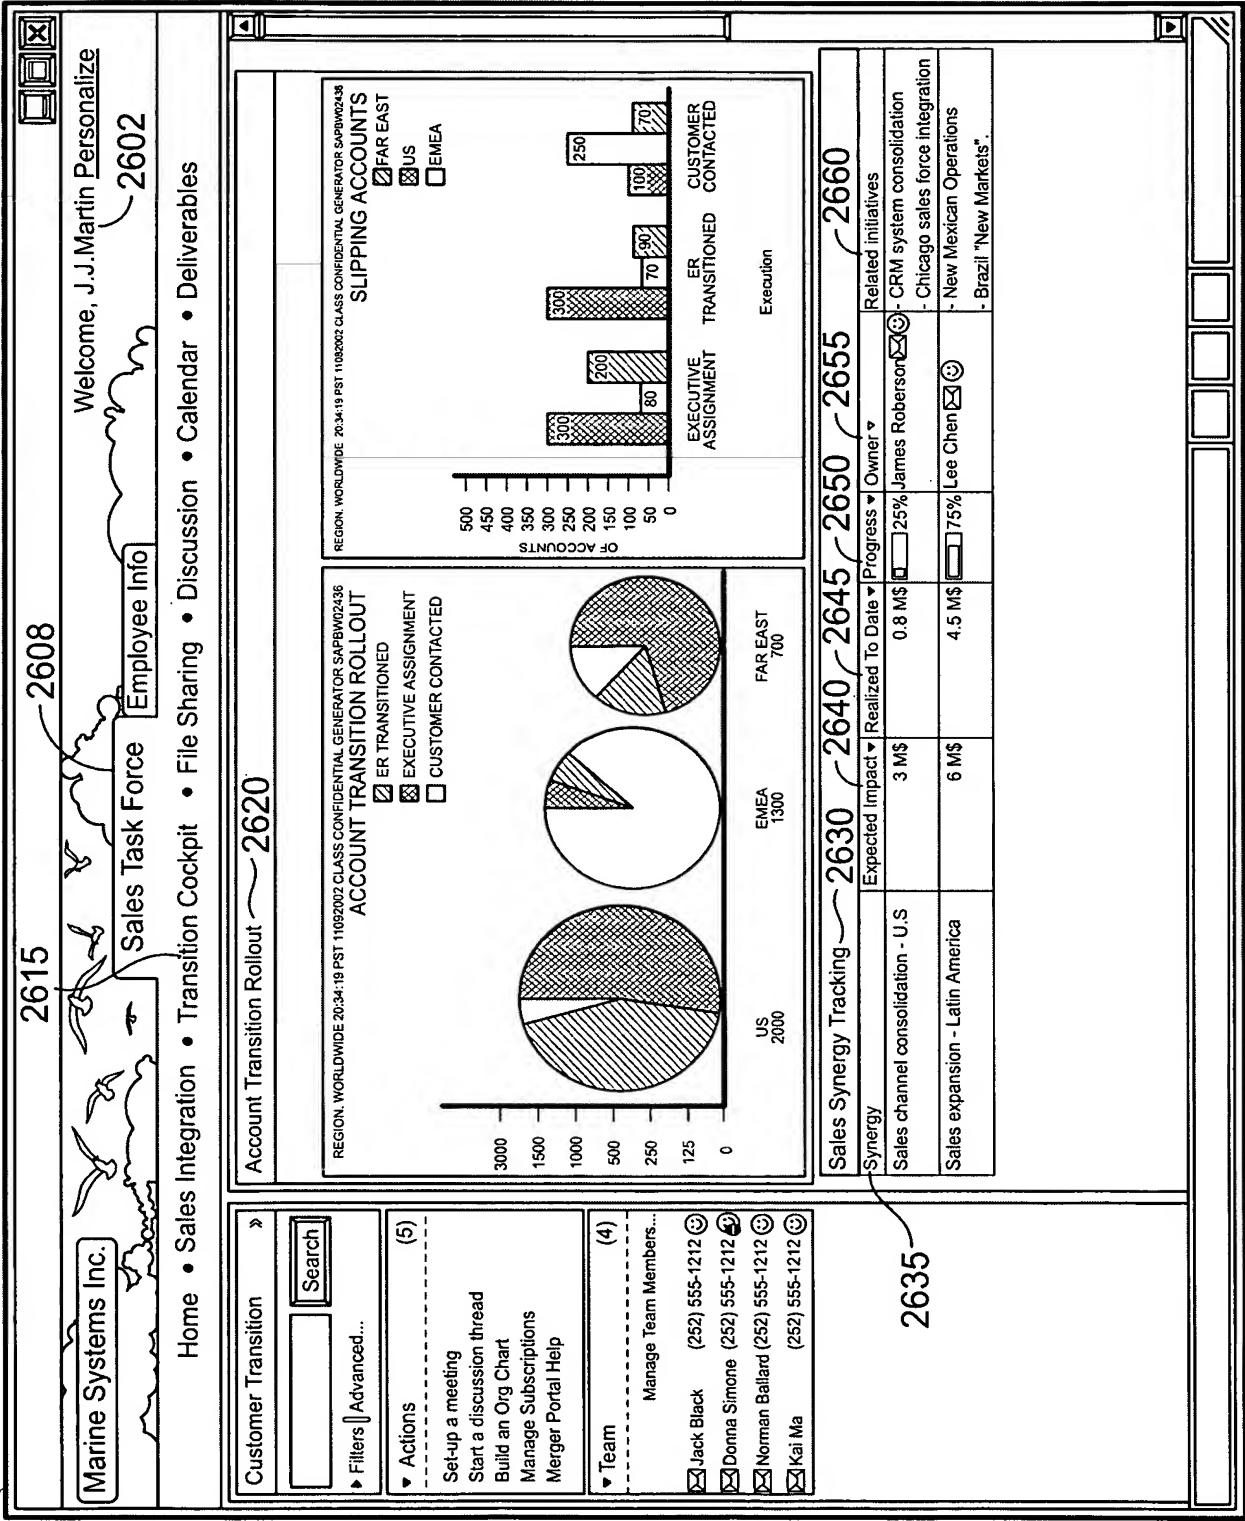 2615
2608
Marine Systems Inc.
Sales Task Force
Employee Info
Welcome, J.J.Martin Personalize
2602
Home • Sales Integration • Transition Cockpit • File Sharing • Discussion • Calendar • Deliverables
Customer Transition »
Search
Filters Advanced...
Actions (5)
Set-up a meeting
Start a discussion thread
Build an Org Chart
Manage Subscriptions
Merger Portal Help
Team (4)
Manage Team Members...
Jack Black (252) 555-1212
Donna Simone (252) 555-1212
Norman Ballard (252) 555-1212
Kai Ma (252) 555-1212
Account Transition Rollout
2620
REGION. WORLDWIDE 20:34:19 PST 11092002 CLASS CONFIDENTIAL GENERATOR SAPBW02436
ACCOUNT TRANSITION ROLLOUT
ER TRANSITIONED
EXECUTIVE ASSIGNMENT
CUSTOMER CONTACTED
3000
1500
1000
500
250
125
0
US
2000
EMEA
1300
FAR EAST
700
REGION. WORLDWIDE 20:34:19 PST 11092002 CLASS CONFIDENTIAL GENERATOR SAPBW02436
SLIPPING ACCOUNTS
FAR EAST
US
EMEA
OF ACCOUNTS
500
450
400
350
300
250
200
150
100
50
0
300
80
200
300
70
90
100
250
70
EXECUTIVE ASSIGNMENT
ER TRANSITIONED
CUSTOMER CONTACTED
Execution
Sales Synergy Tracking
2630
2640
2645
2650
2655
2660
Synergy Expected Impact Realized To Date Progress Owner Related initiatives
Sales channel consolidation - U.S 3 M$ 0.8 M$ 25% James Roberson - CRM system consolidation
- Chicago sales force integration
Sales expansion - Latin America 6 M$ 4.5 M$ 75% Lee Chen - New Mexican Operations
- Brazil "New Markets".
2635